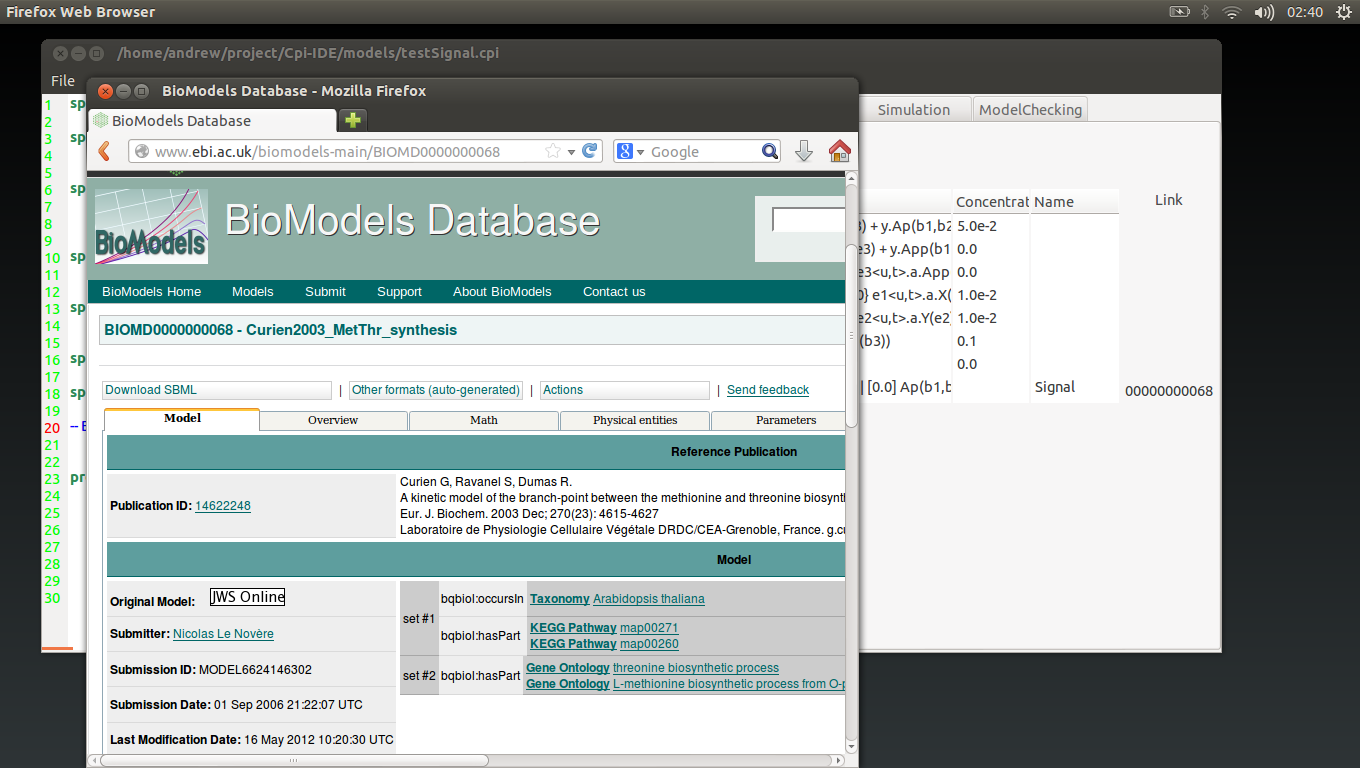 Firefox Web Browser
02:40
/home/andrew/project/Cpi-IDE/models/testSignal.cpi
File
BioModels Database - Mozilla Firefox
BioModels Database
www.ebi.ac.uk/biomodels-main/BIOMD0000000068
Google
BioModels
BioModels Database
BioModels Home Models Submit Support About BioModels Contact us
BIOMD0000000068 - Curien2003_MetThr_synthesis
Download SBML | Other formats (auto-generated) | Actions | Send feedback
Model Overview Math Physical entities Parameters
Reference Publication
Publication ID: 14622248
Curien G, Ravanel S, Dumas R.
A kinetic model of the branch-point between the methionine and threonine biosynth
Eur. J. Biochem. 2003 Dec; 270(23): 4615-4627
Laboratoire de Physiologie Cellulaire Végétale DRDC/CEA-Grenoble, France. g.cu
Model
Original Model: JWS Online
Submitter: Nicolas Le Novère
Submission ID: MODEL6624146302
Submission Date: 01 Sep 2006 21:22:07 UTC
Last Modification Date: 16 May 2012 10:20:30 UTC
set #1
bqbiol:occursIn Taxonomy Arabidopsis thaliana
bqbiol:hasPart KEGG Pathway map00271
KEGG Pathway map00260
set #2
bqbiol:hasPart Gene Ontology threonine biosynthetic process
Gene Ontology L-methionine biosynthetic process from O-p
1 sp
2
3 sp
4
5
6 sp
7
8
9
10 sp
11
12
13 sp
14
15
16 sp
17
18 sp
19
20 -- B
21
22
23 pr
24
25
26
27
28
29
30
Simulation ModelChecking
Concentrat Name Link
3) + y.Ap(b1,b2 5.0e-2
e3) + y.App(b1 0.0
e3<u,t>.a.App 0.0
0} e1<u,t>.a.X( 1.0e-2
e2<u,t>.a.Y(e2) 1.0e-2
(b3)) 0.1
0.0
| [0.0] Ap(b1,b Signal 00000000068